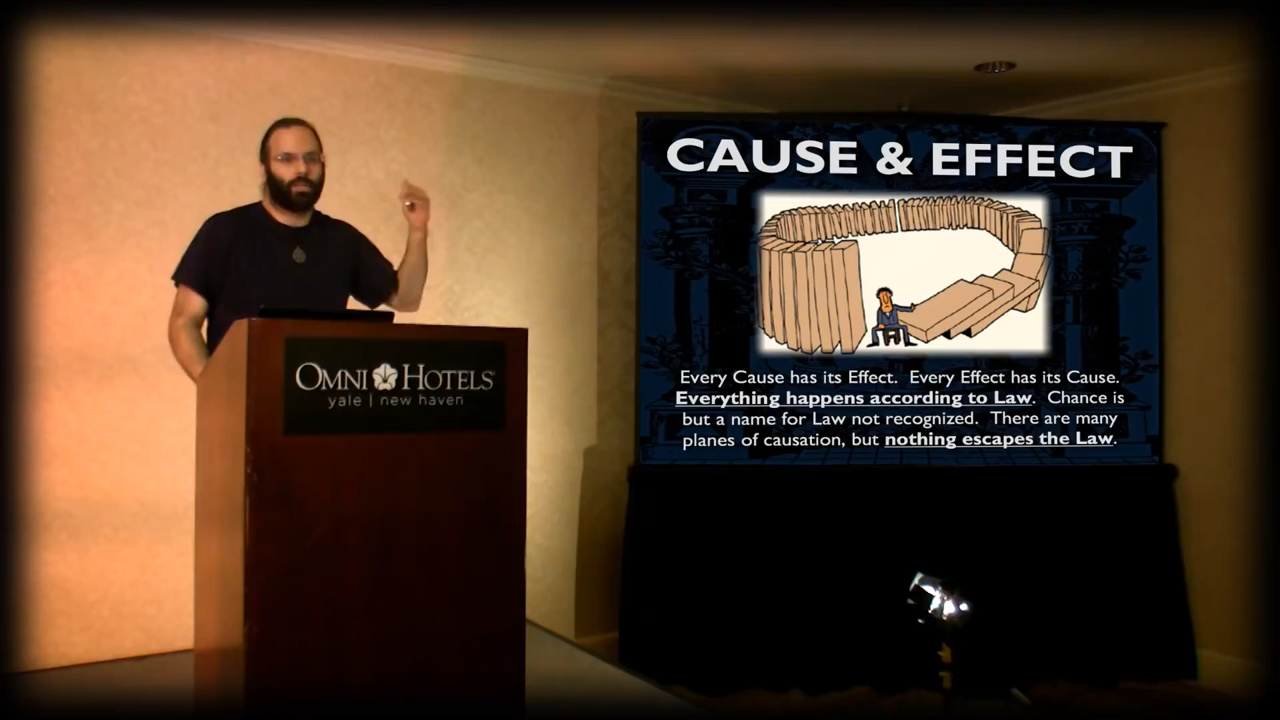 CAUSE & EFFECT
OMNI HOTELS
yale | new haven
Every Cause has its Effect. Every Effect has its Cause.
Everything happens according to Law. Chance is
but a name for Law not recognized. There are many
planes of causation, but nothing escapes the Law.